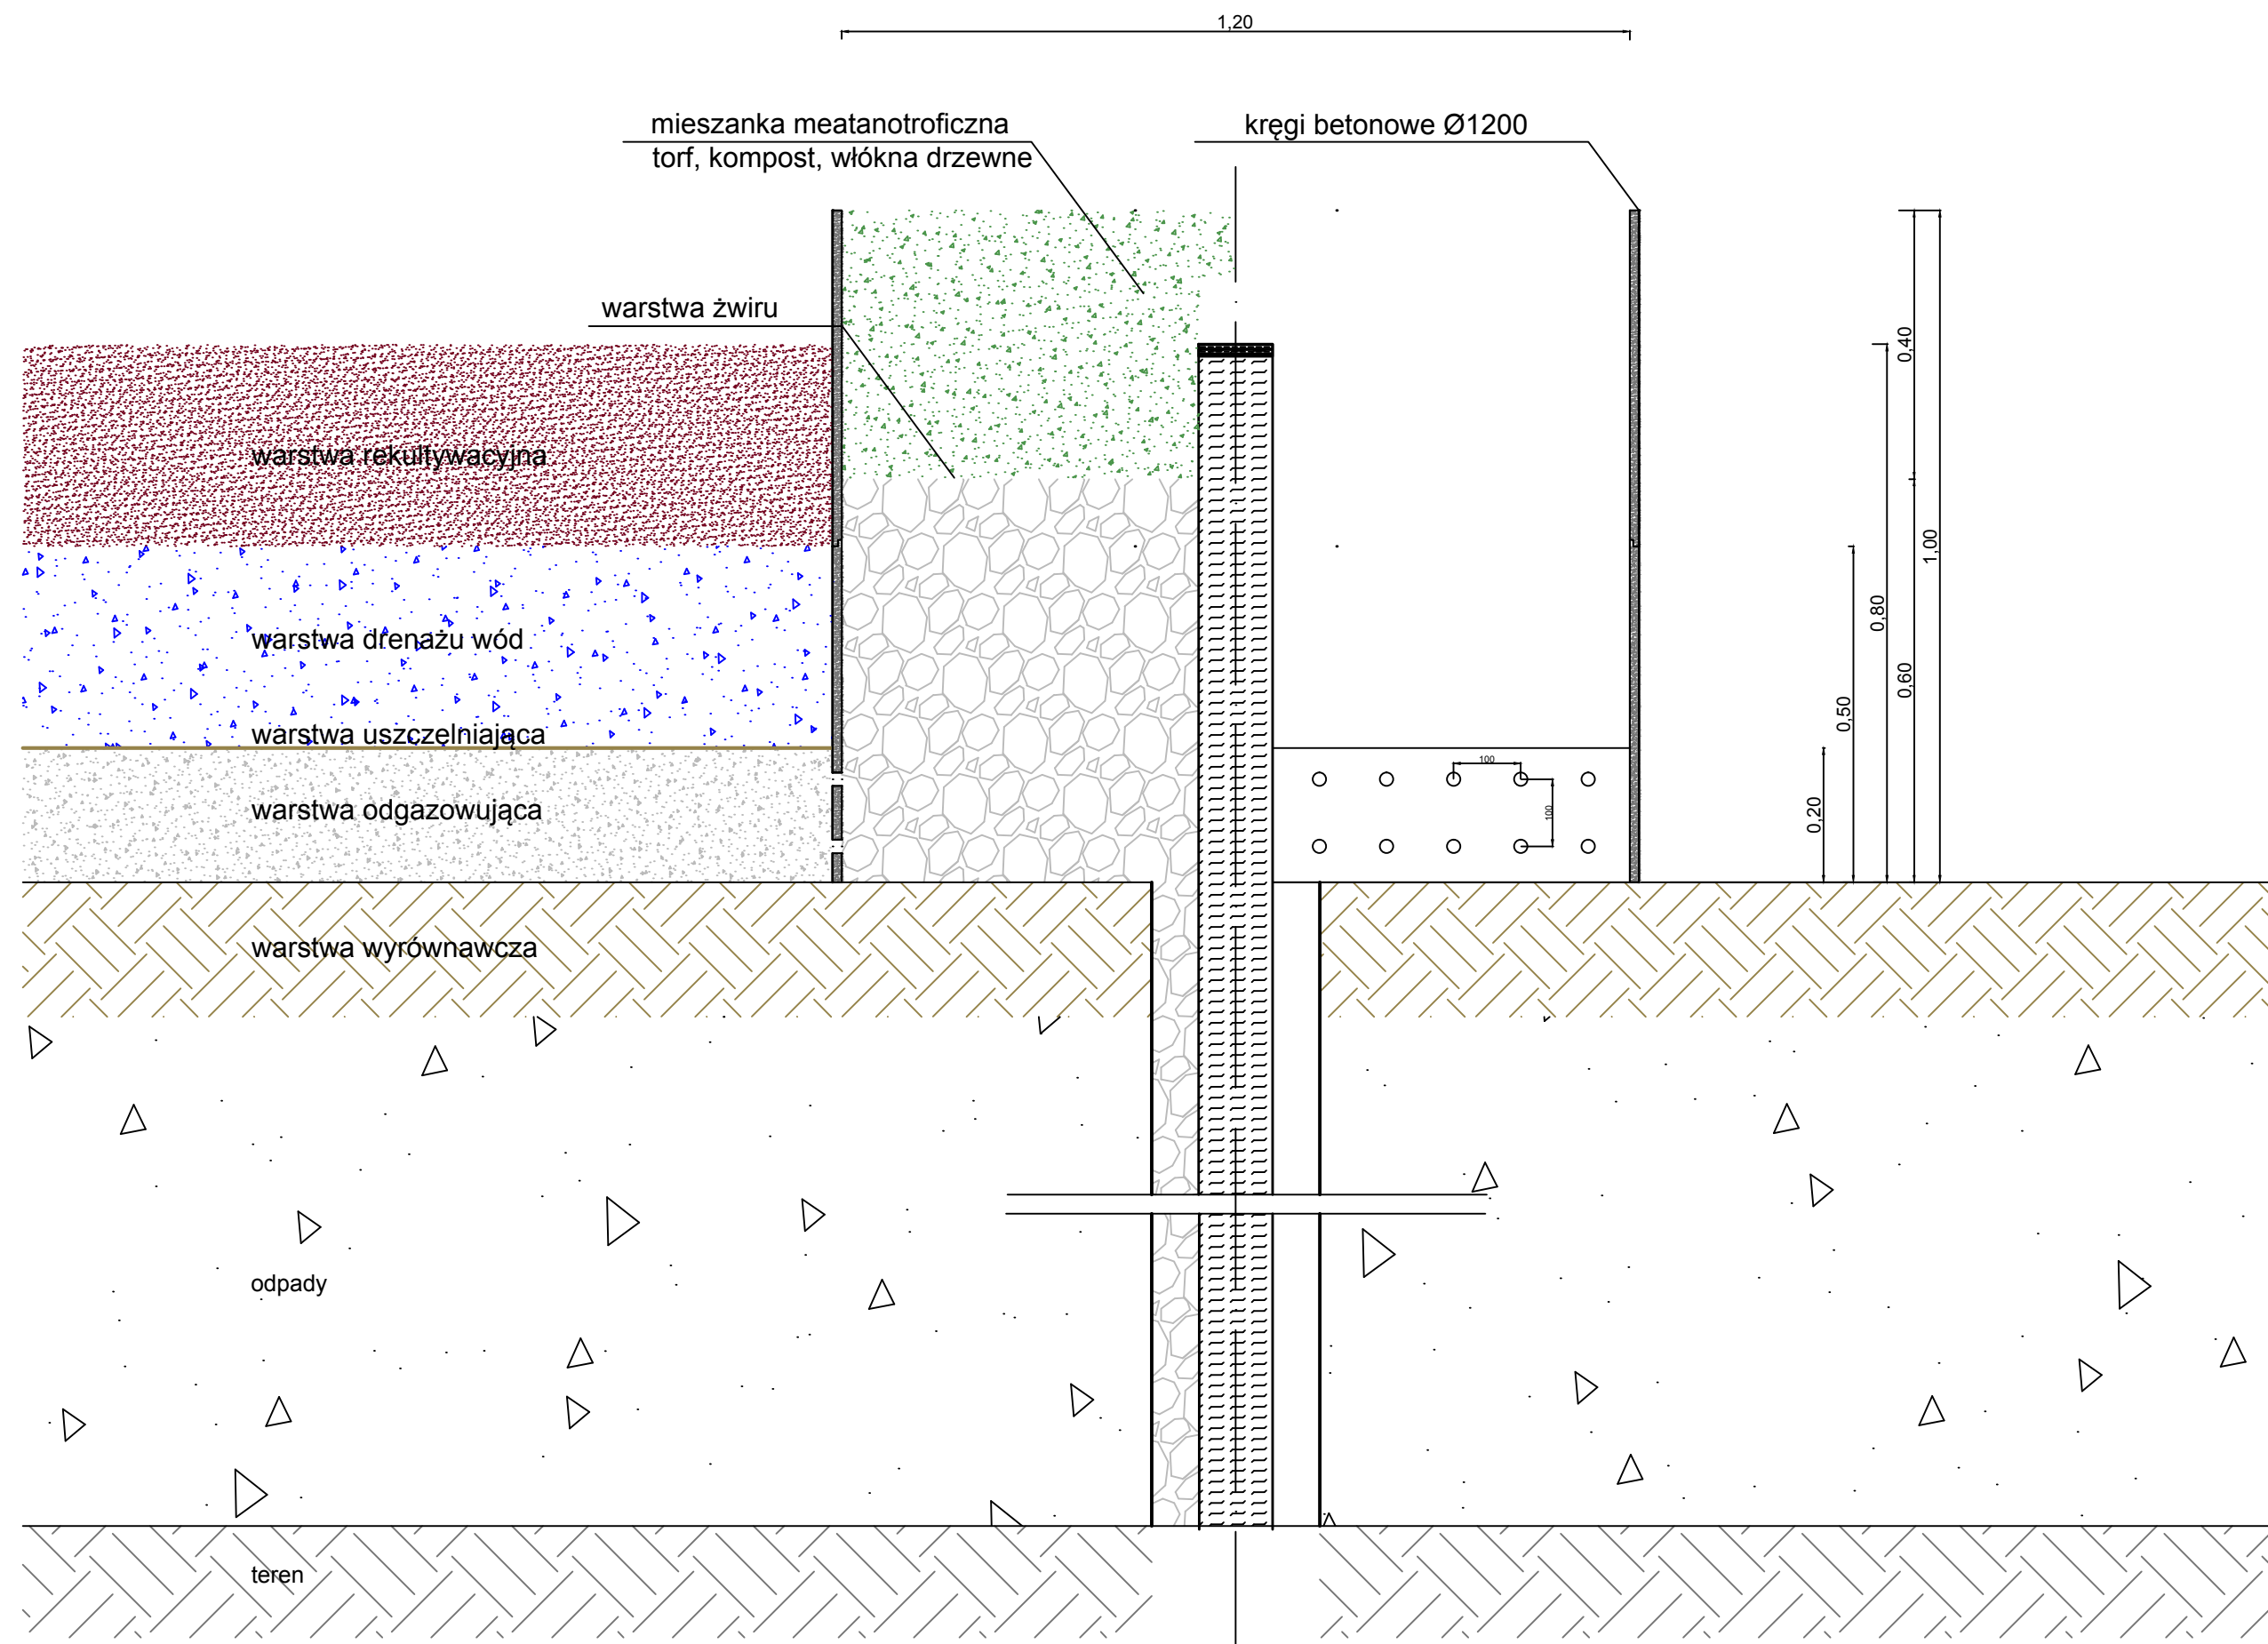 1,20
mieszanka meatanotroficzna
torf, kompost, włókna drzewne
kręgi betonowe Ø1200
warstwa żwiru
0,40
warstwa rekultywacyjna
1,00
0,80
warstwa drenażu wód
0,60
0,50
warstwa uszczelniająca
100
warstwa odgazowująca
100
0,20
warstwa wyrównawcza
odpady
teren